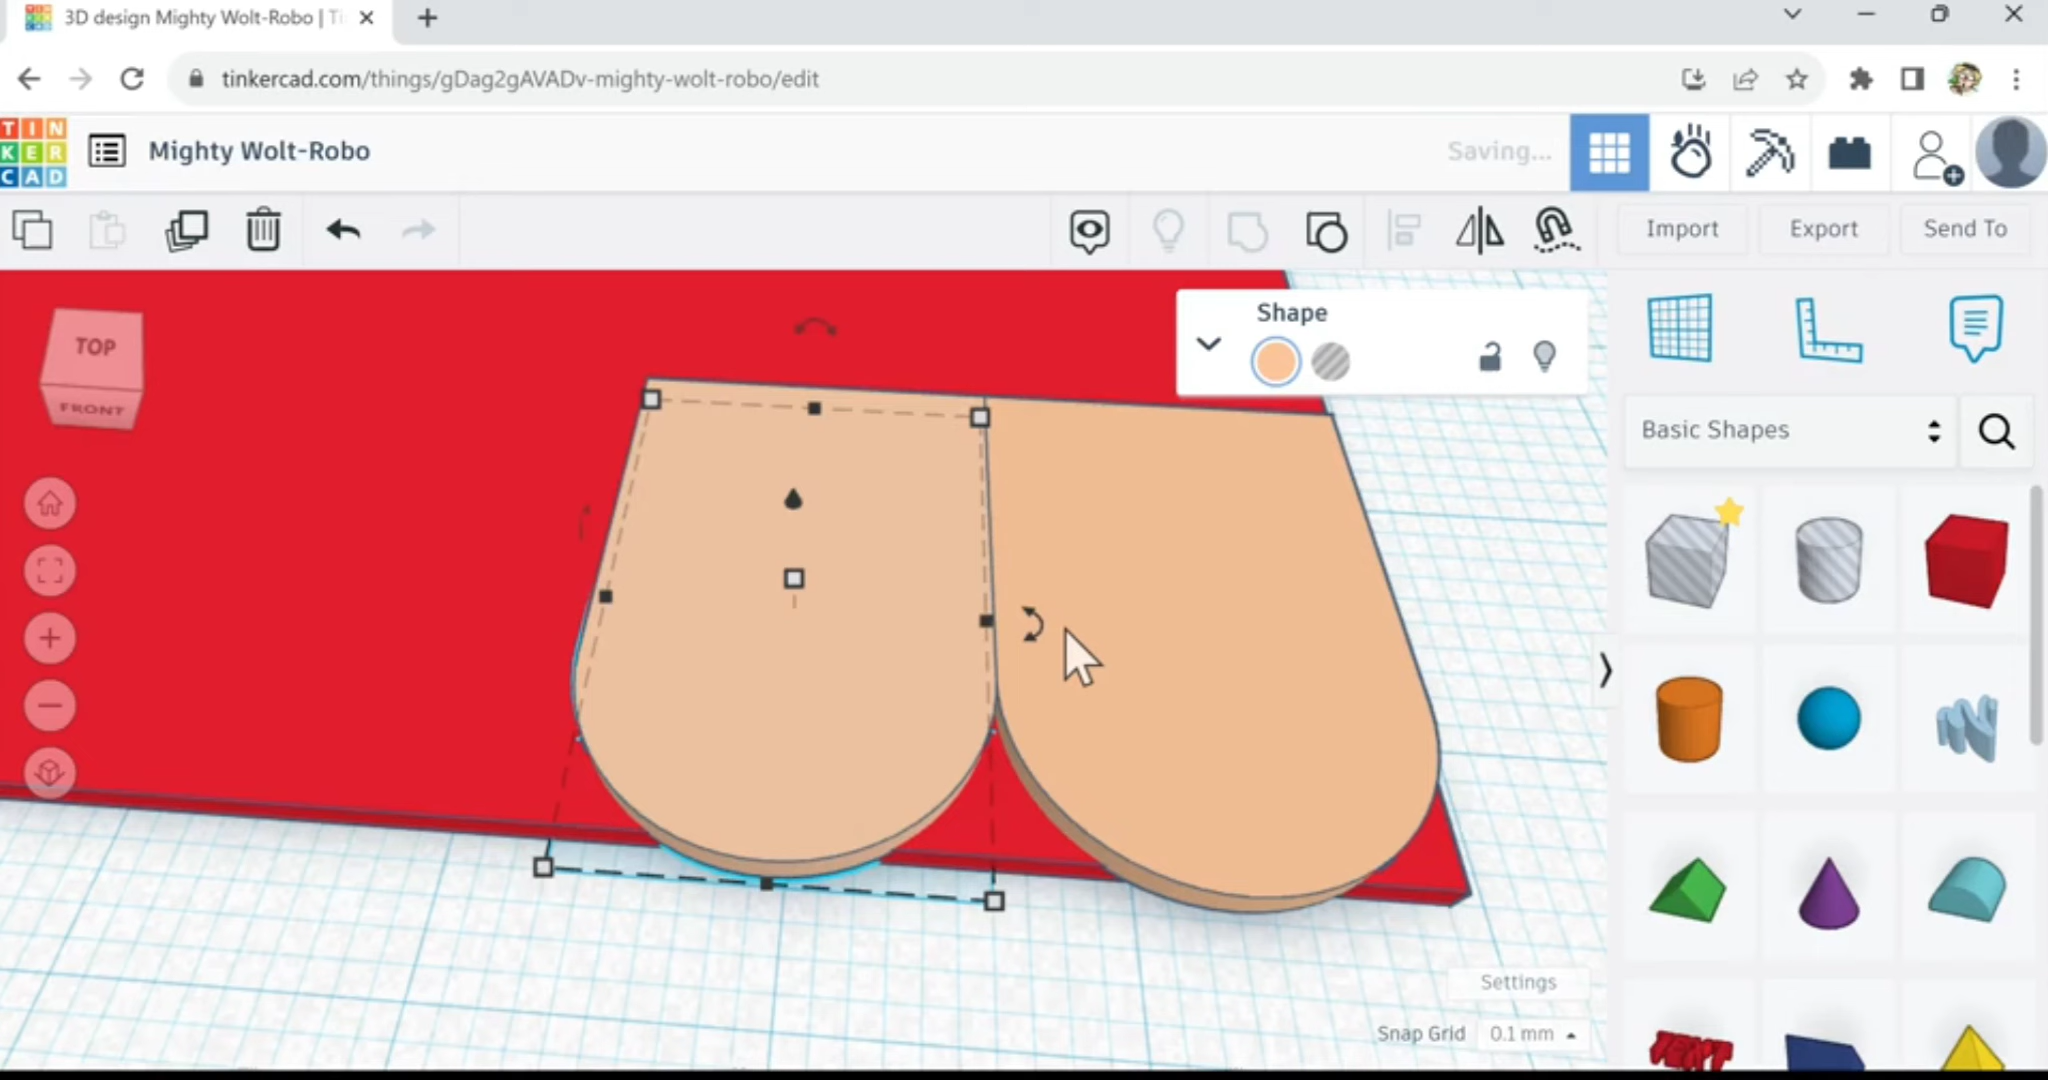 3D design Mighty Wolt-Robo | Ti
tinkercad.com/things/gDag2gAVADv-mighty-wolt-robo/edit
TIN
KER
CAD
Mighty Wolt-Robo
Saving...
Import
Export
Send To
TOP
FRONT
Shape
Basic Shapes
TEXT
Settings
Snap Grid 0.1 mm